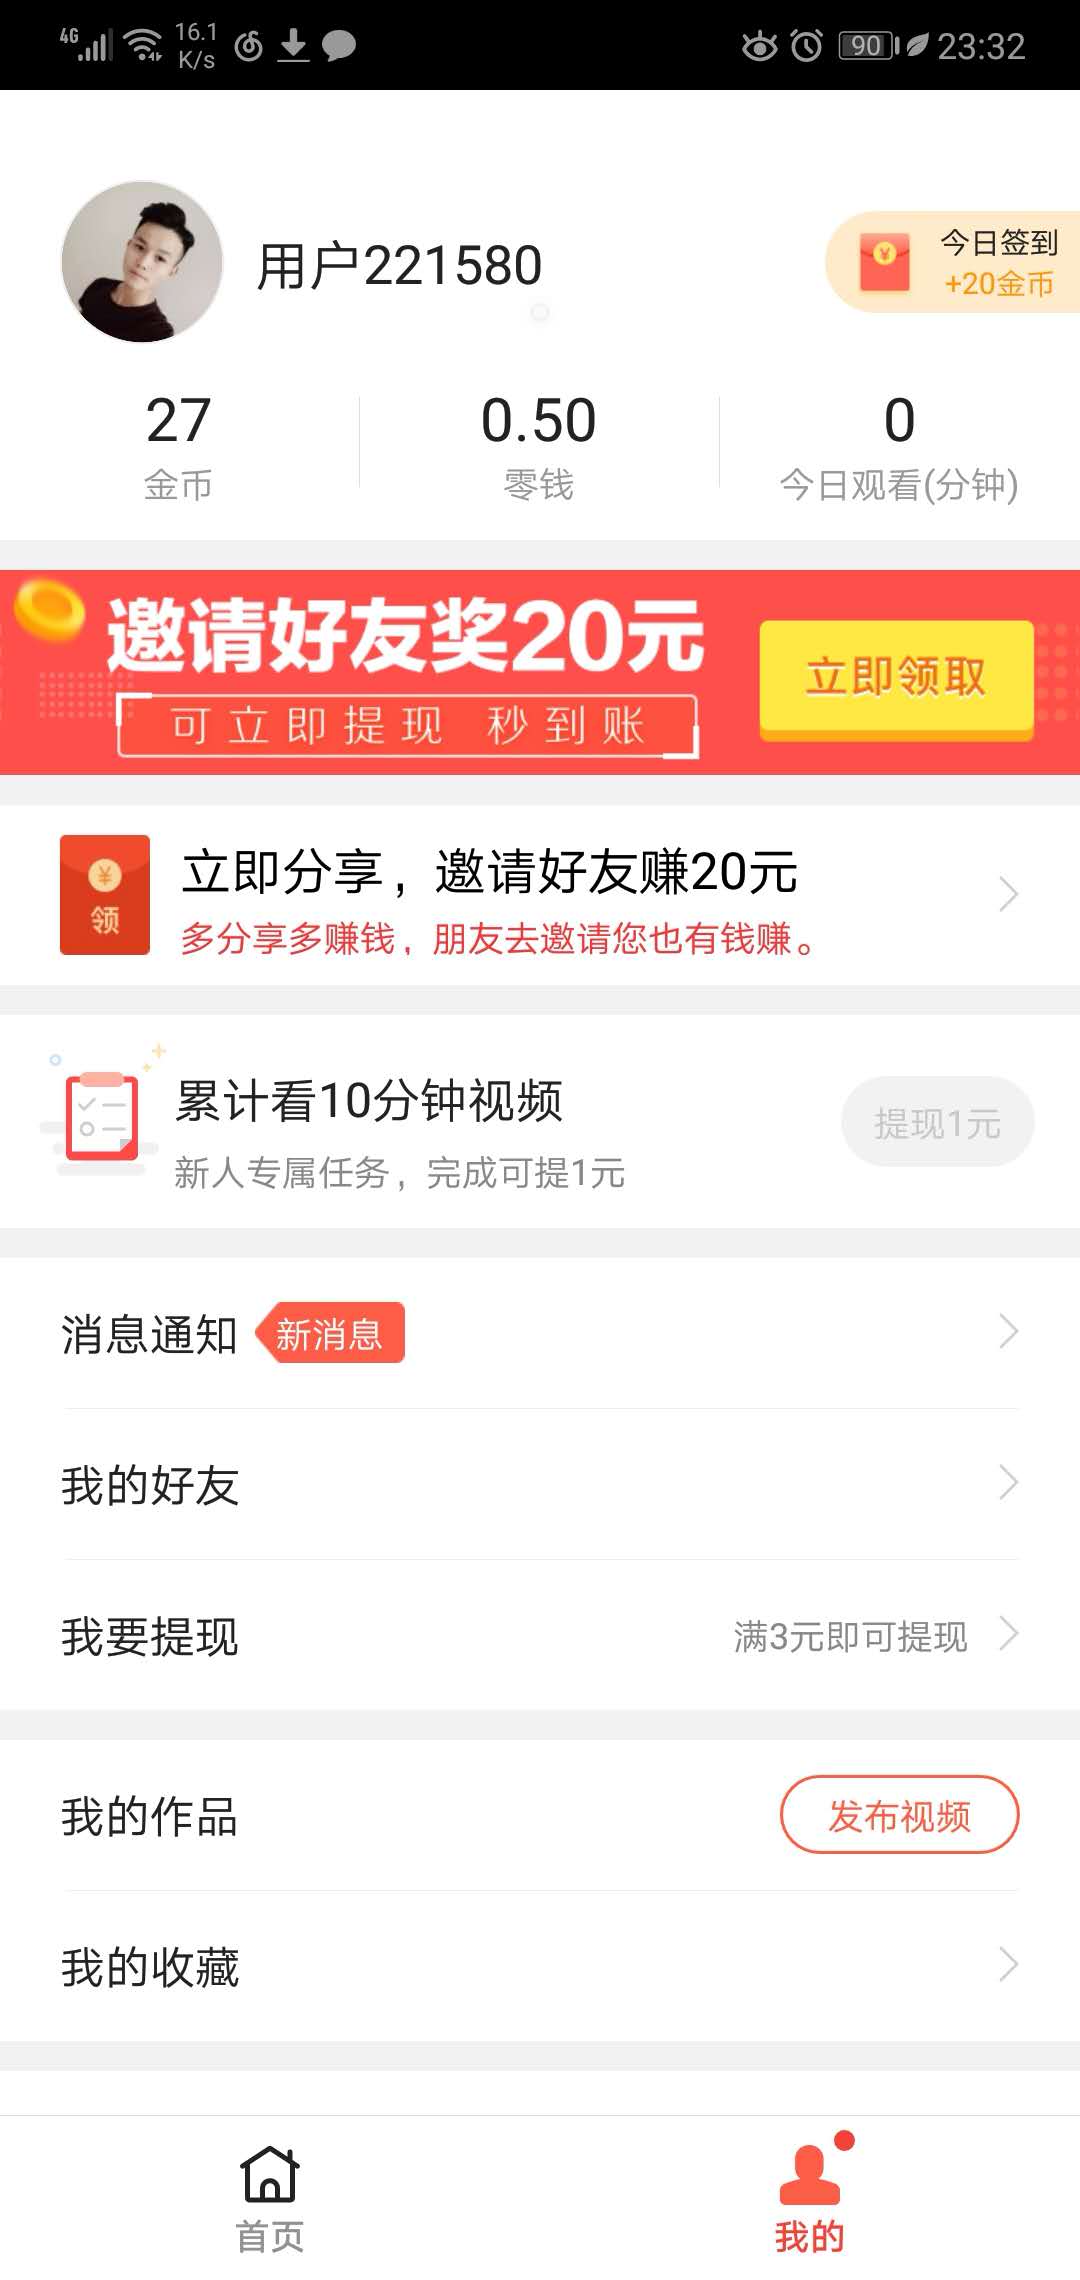 4G 16.1 K/s 90 23:32
用户221580
今日签到
+20金币
27
金币
0.50
零钱
0
今日观看(分钟)
邀请好友奖20元
可立即提现 秒到账
立即领取
¥
领
立即分享，邀请好友赚20元
多分享多赚钱，朋友去邀请您也有钱赚。
累计看10分钟视频
新人专属任务，完成可提1元
提现1元
消息通知 新消息
我的好友
我要提现 满3元即可提现
我的作品 发布视频
我的收藏
首页
我的